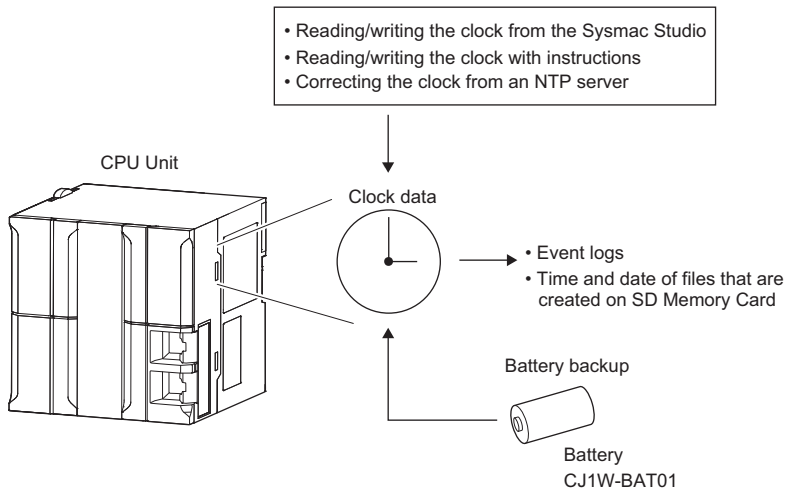 • Reading/writing the clock from the Sysmac Studio
• Reading/writing the clock with instructions
• Correcting the clock from an NTP server
CPU Unit
Clock data
• Event logs
• Time and date of files that are
created on SD Memory Card
Battery backup
Battery
CJ1W-BAT01